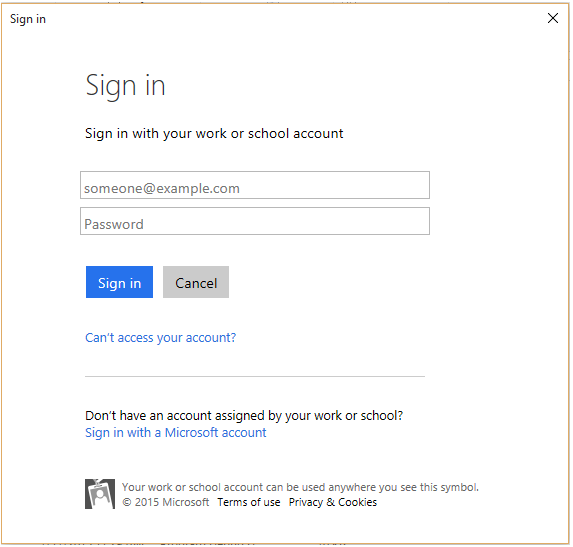 Sign in
Sign in
Sign in with your work or school account
someone@example.com
Password
Sign in Cancel
Can't access your account?
Don't have an account assigned by your work or school?
Sign in with a Microsoft account
Your work or school account can be used anywhere you see this symbol.
© 2015 Microsoft Terms of use Privacy & Cookies